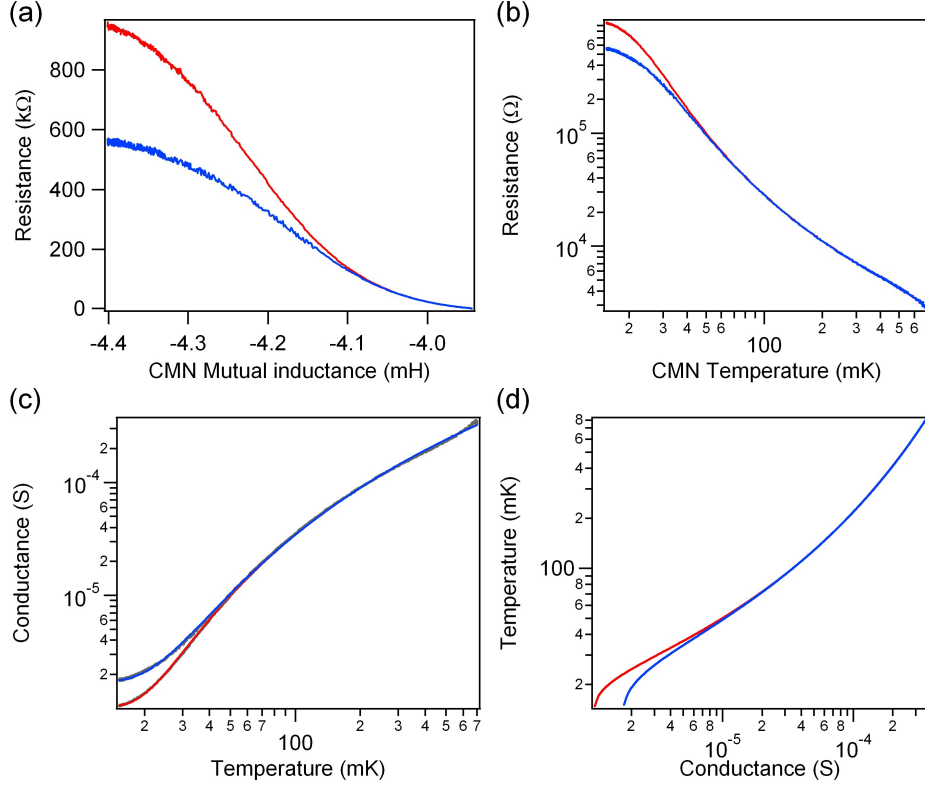 (a)
Resistance (kΩ)
800
600
400
200
0
-4.4 -4.3 -4.2 -4.1 -4.0
CMN Mutual inductance (mH)
(b)
Resistance (Ω)
6
4
2
10^5
6
4
2
10^4
6
4
2 3 4 5 6 100 2 3 4 5 6
CMN Temperature (mK)
(c)
Conductance (S)
2
10^-4
6
4
2
10^-5
6
4
2
2 3 4 5 6 7 100 2 3 4 5 6 7
Temperature (mK)
(d)
Temperature (mK)
8
6
4
2
100
8
6
4
2
2 4 6 8 10^-5 2 4 6 8 10^-4 2
Conductance (S)